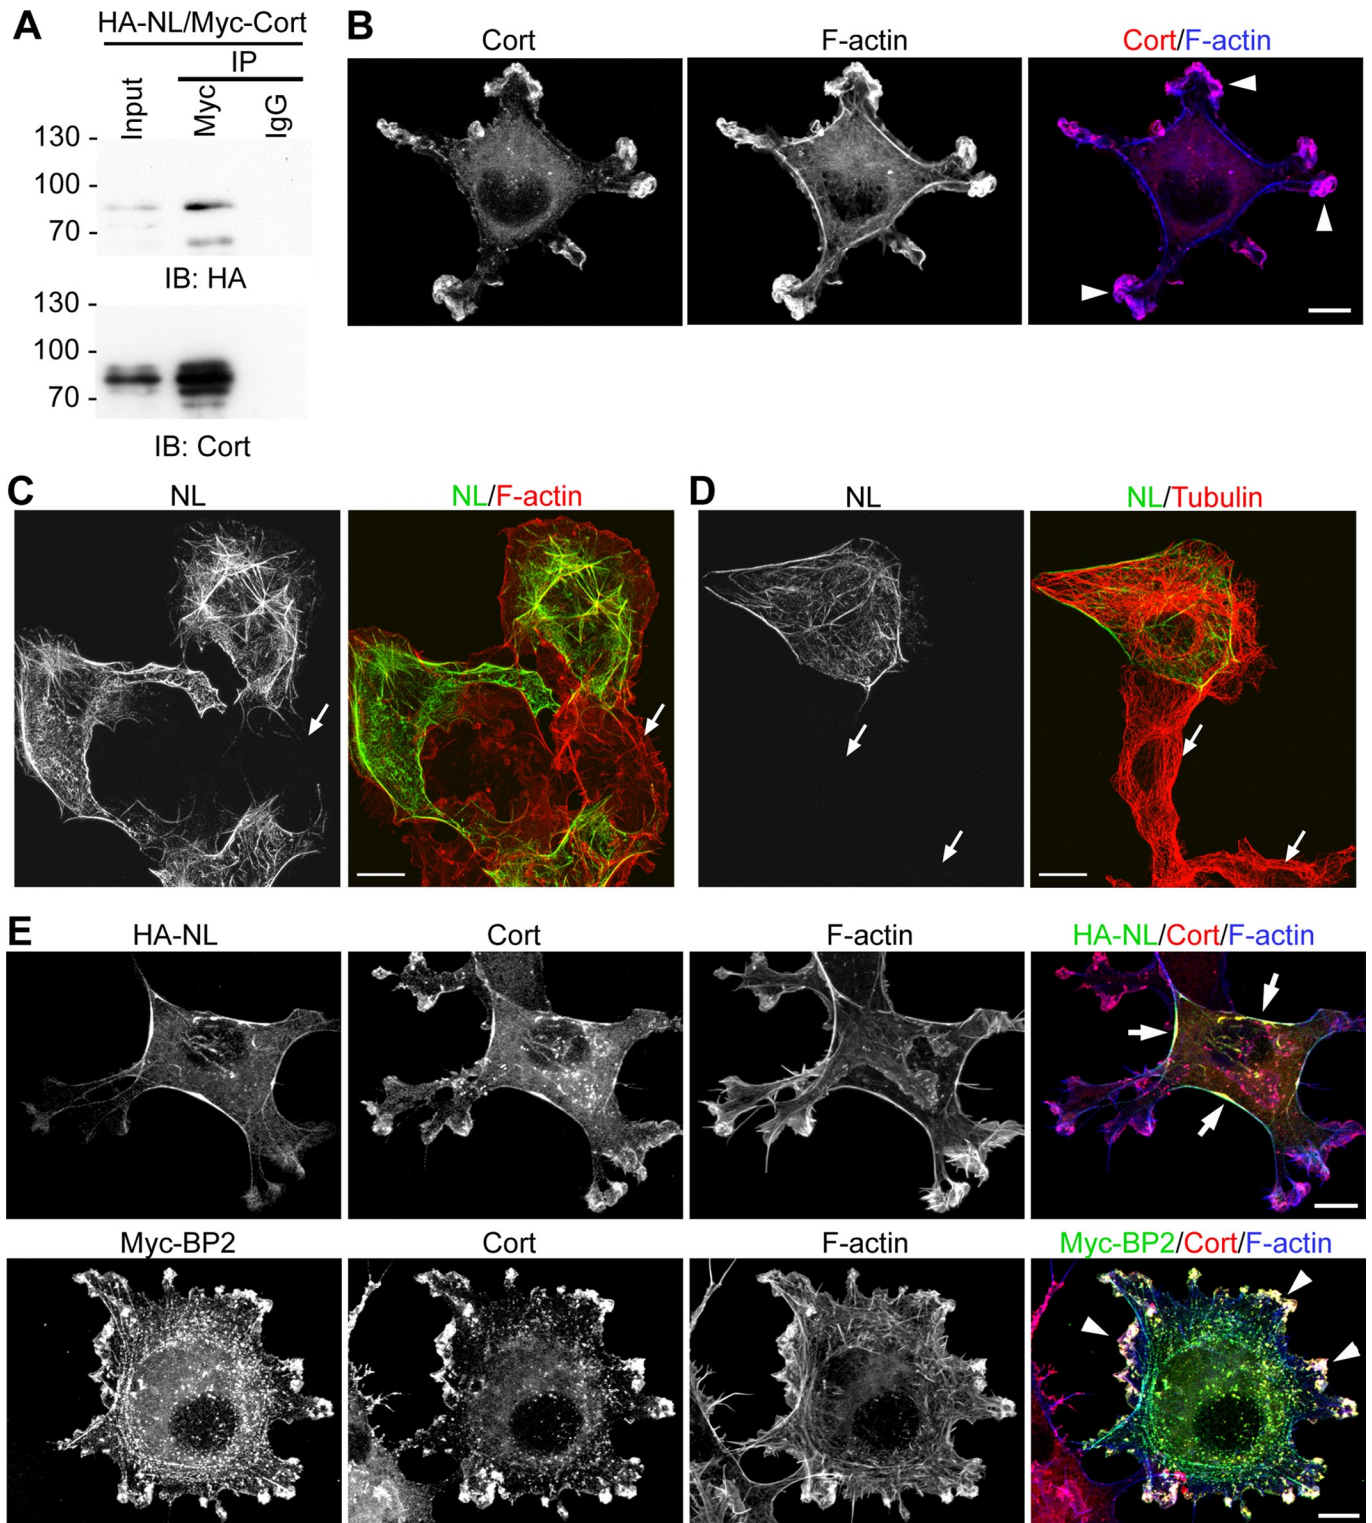 A
HA-NL/Myc-Cort
IP
Input
Myc
IgG
130 -
100 -
70 -
IB: HA
130 -
100 -
70 -
IB: Cort
B
Cort
F-actin
Cort/F-actin
C
NL
NL/F-actin
D
NL
NL/Tubulin
E
HA-NL
Cort
F-actin
HA-NL/Cort/F-actin
Myc-BP2
Cort
F-actin
Myc-BP2/Cort/F-actin